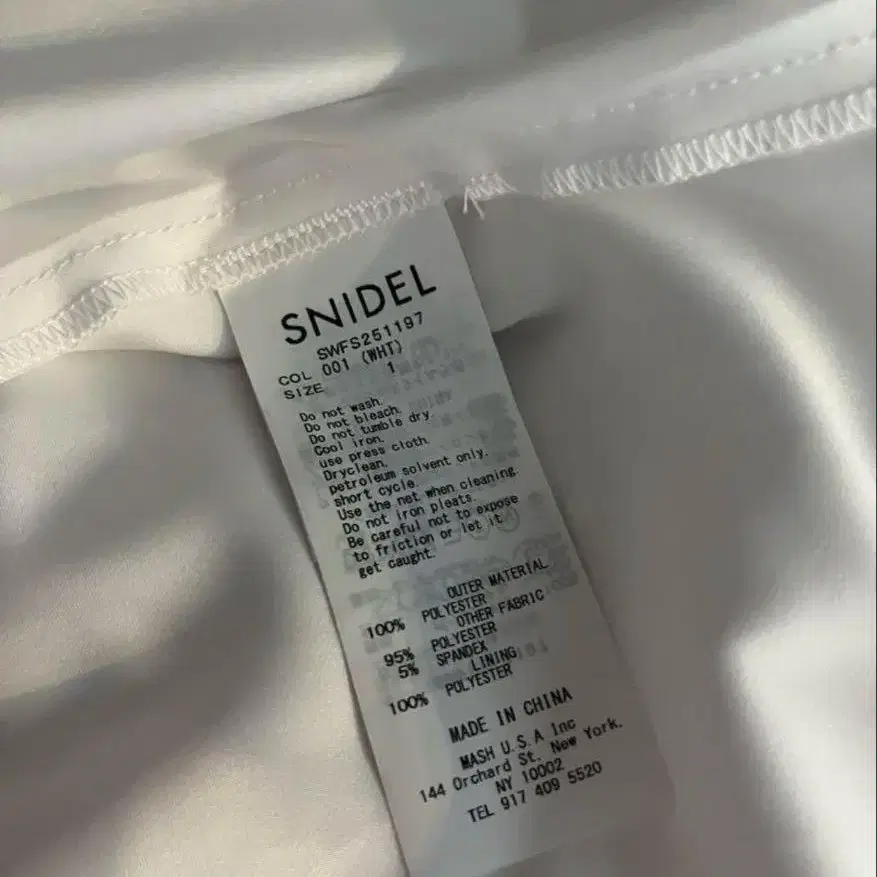 SNIDEL
SWFS251197
COL 001 (WHT)
SIZE 1
Do not wash.
Do not bleach.
Do not tumble dry.
Cool iron.
use press cloth.
Dryclean.
petroleum solvent only.
short cycle.
Use the net when cleaning.
Do not iron pleats.
Be careful not to expose
to friction or let it
get caught.
OUTER MATERIAL
100% POLYESTER
OTHER FABRIC
95% POLYESTER
5% SPANDEX
LINING
100% POLYESTER
MADE IN CHINA
MASH U.S.A Inc
144 Orchard St. New York.
NY 10002
TEL 917 409 5520